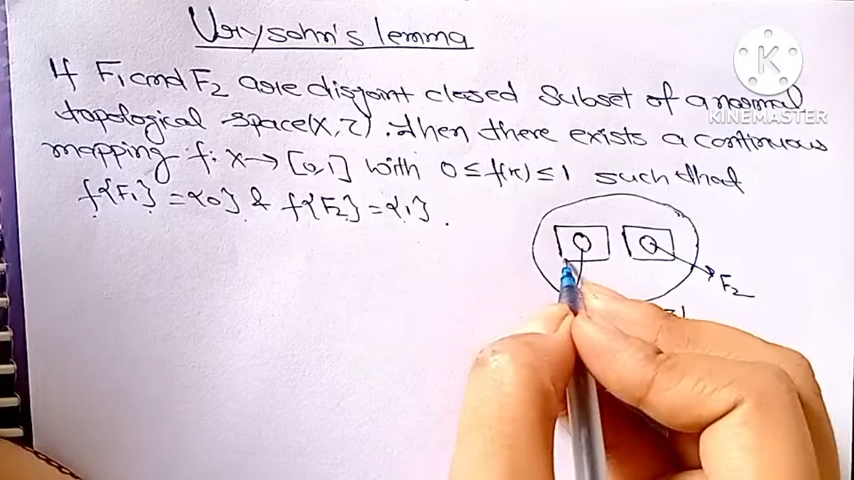 Urysohn's lemma
If F1 and F2 are disjoint closed subset of a normal
topological space (X, τ). then there exists a continuous
mapping f: X → [0,1] with 0 ≤ f(x) ≤ 1 such that
f{F1} = {0} & f{F2} = {1}.
F2
K
KINEMASTER